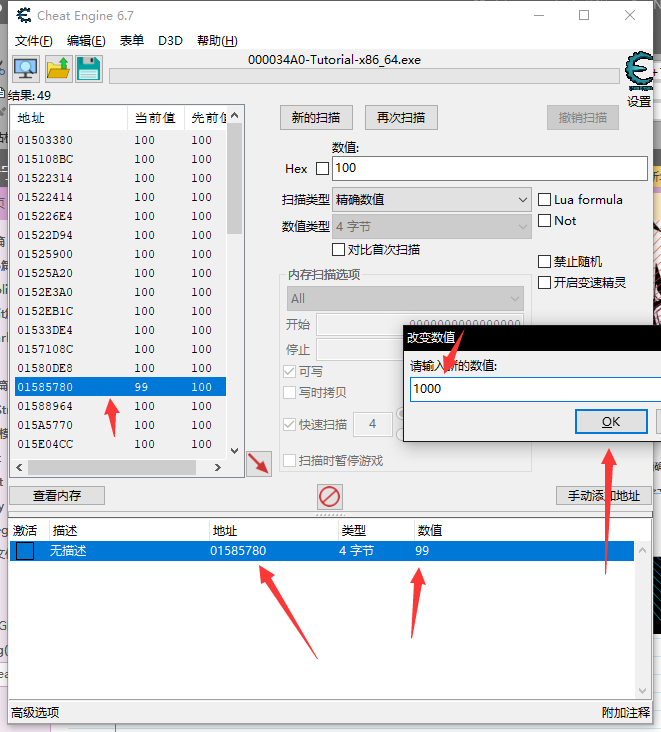 Cheat Engine 6.7
文件(F) 编辑(E) 表单 D3D 帮助(H)
000034A0-Tutorial-x86_64.exe
设置
结果: 49
地址 当前值 先前值
01503380 100 100
015108BC 100 100
01522314 100 100
01522414 100 100
015226E4 100 100
01522D94 100 100
01525900 100 100
01525A20 100 100
0152E3A0 100 100
0152EB1C 100 100
01533DE4 100 100
0157108C 100 100
01580DE8 100 100
01585780 99 100
01588964 100 100
015A5770 100 100
015E04CC 100 100
新的扫描 再次扫描 撤销扫描
数值:
Hex 100
扫描类型 精确数值
Lua formula
数值类型 4 字节
Not
对比首次扫描
内存扫描选项
All
开始 0000000000000000
停止
可写
写时拷贝
快速扫描 4
扫描时暂停游戏
禁止随机
开启变速精灵
改变数值
请输入新的数值:
1000
OK
查看内存 手动添加地址
激活 描述 地址 类型 数值
无描述 01585780 4 字节 99
高级选项 附加注释